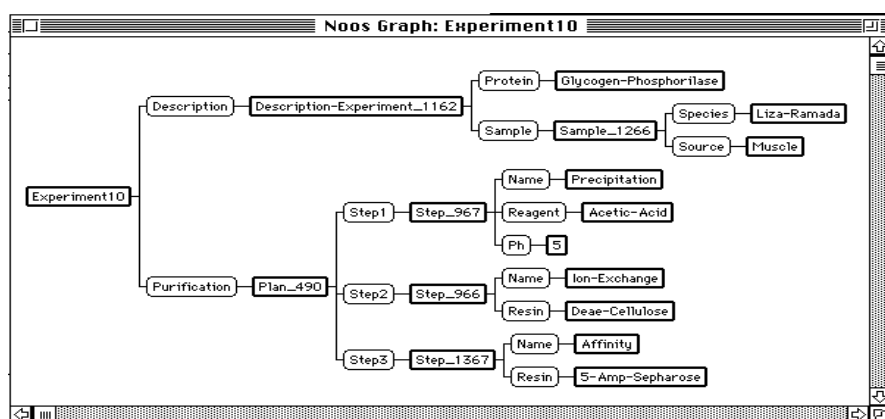 Noos Graph: Experiment10
Protein Glycogen-Phosphorilase
Description Description-Experiment_1162
Species Liza-Ramada
Sample Sample_1266
Source Muscle
Name Precipitation
Experiment10
Step1 Step_967 Reagent Acetic-Acid
Ph 5
Name Ion-Exchange
Purification Plan_490 Step2 Step_966
Resin Deae-Cellulose
Name Affinity
Step3 Step_1367
Resin 5-Amp-Sepharose